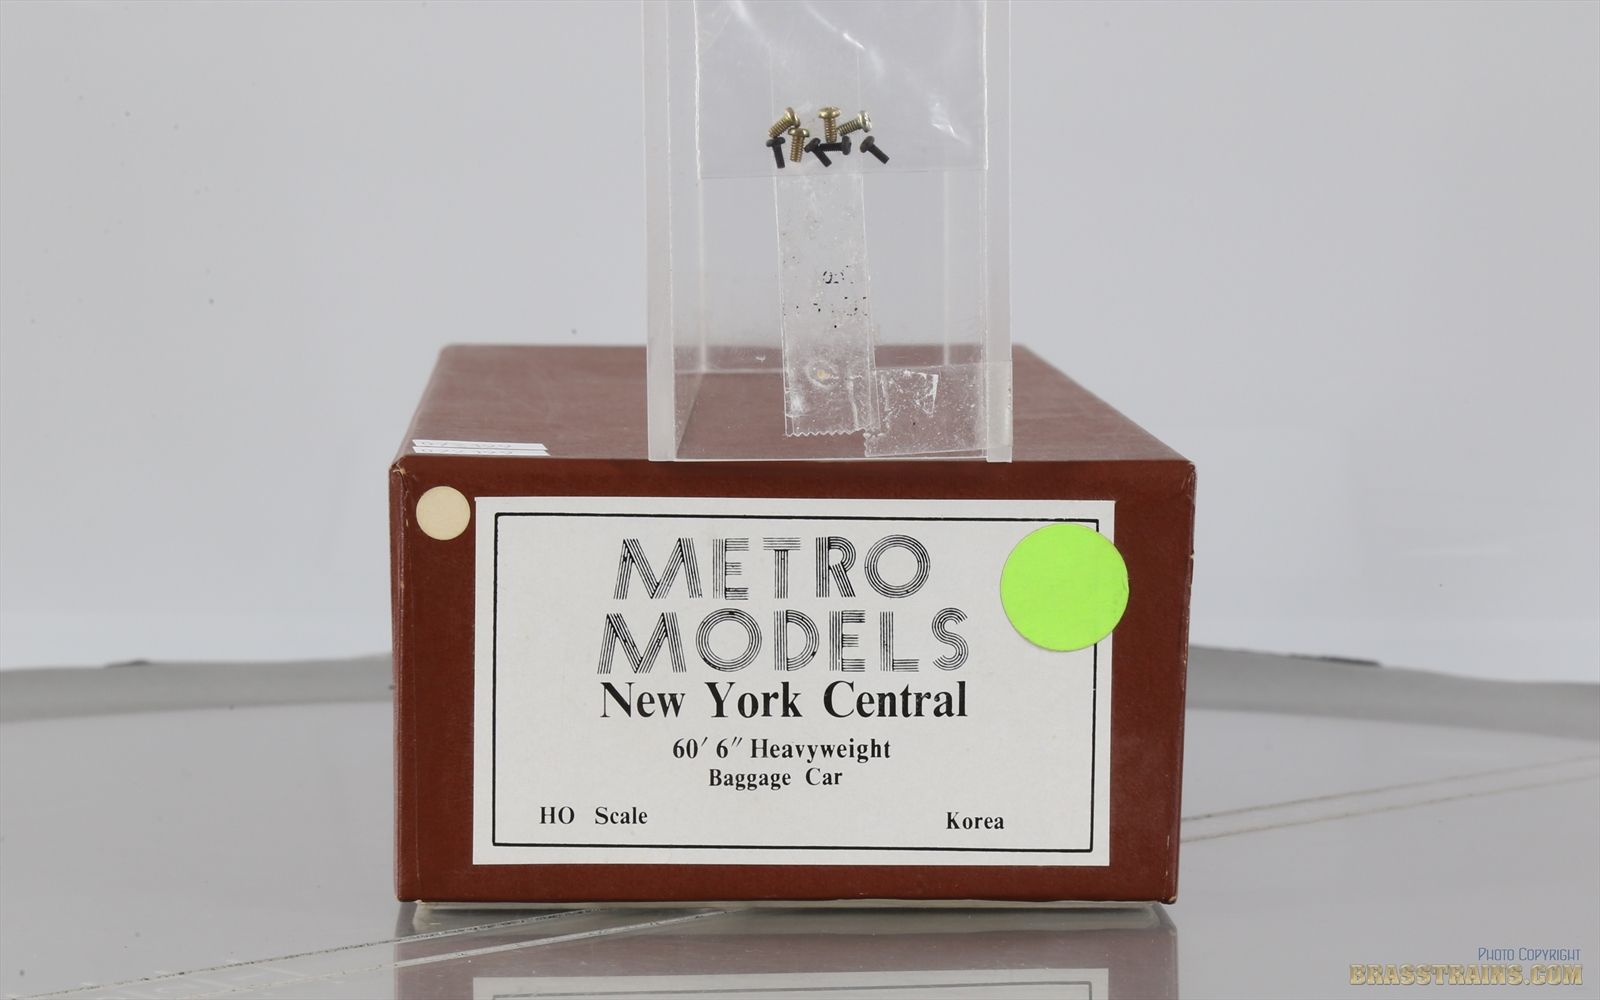 METRO
MODELS
New York Central
60′ 6″ Heavyweight
Baggage Car
HO Scale
Korea
Photo Copyright
BRASSTRAINS.COM